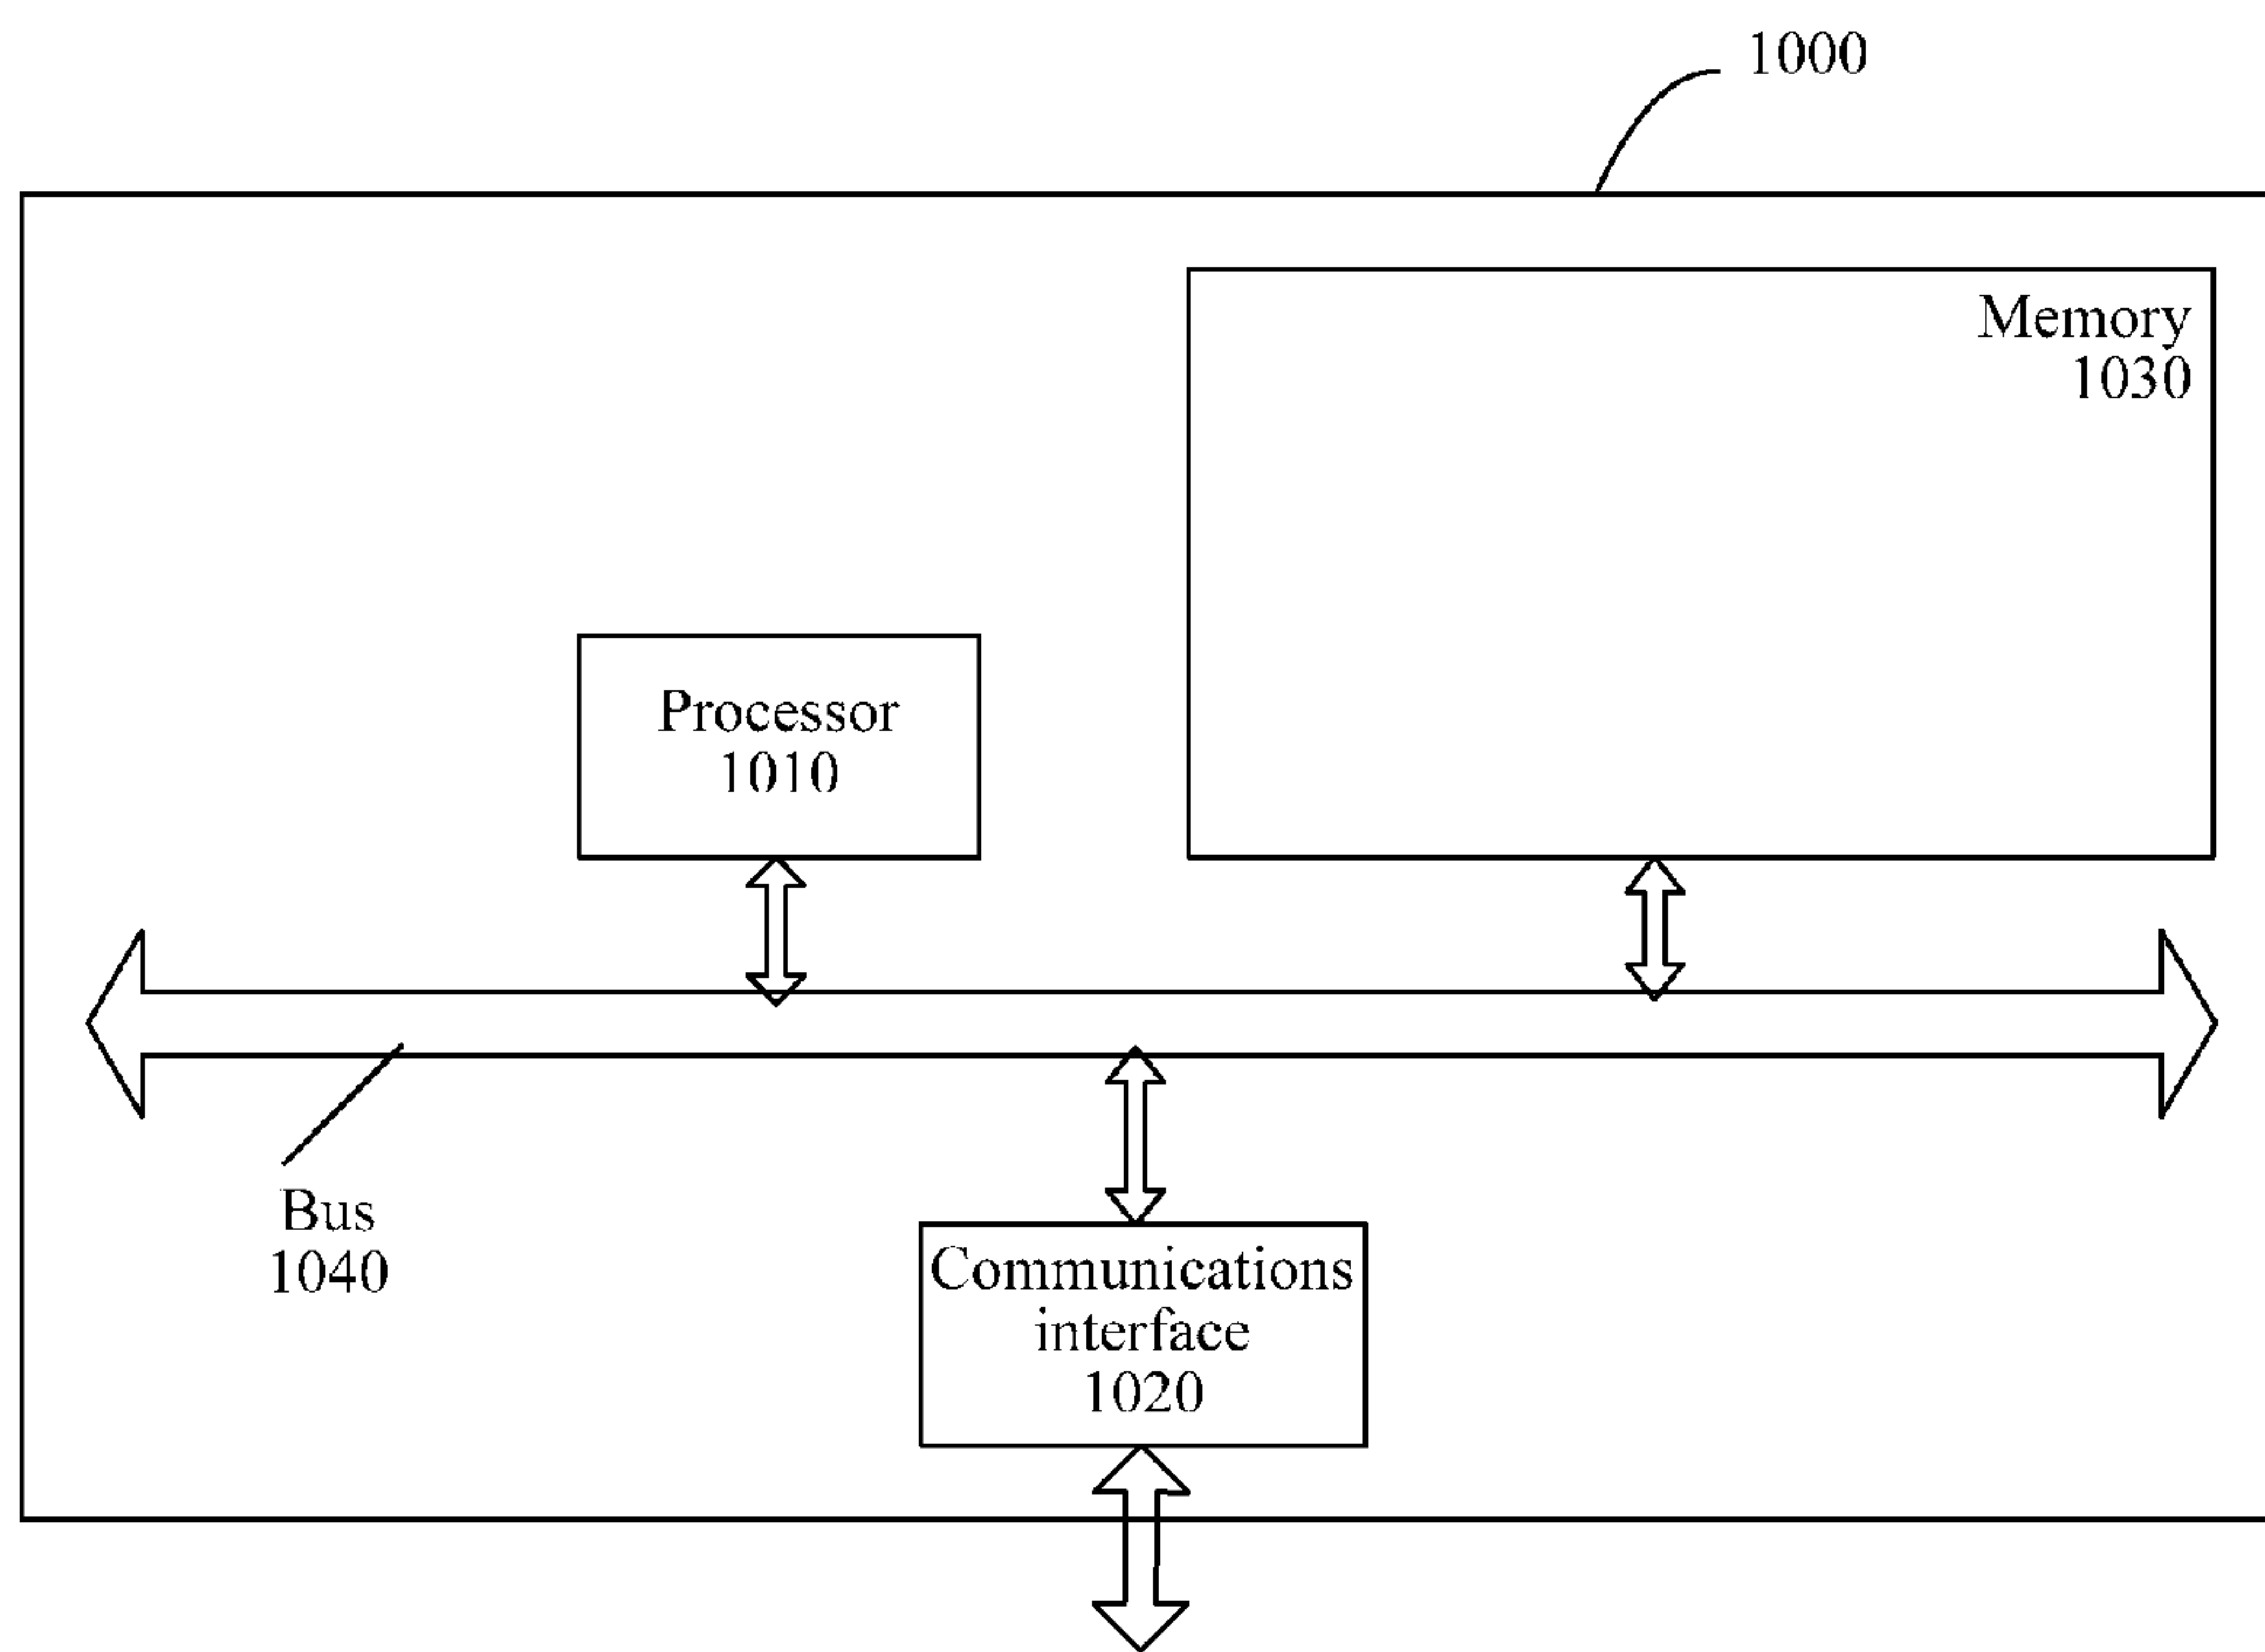 1000
Memory
1030
Processor
1010
Bus
1040
Communications
interface
1020